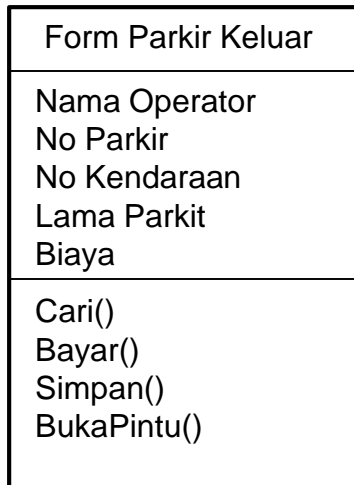 Form Parkir Keluar
Nama Operator
No Parkir
No Kendaraan
Lama Parkit
Biaya
Cari()
Bayar()
Simpan()
BukaPintu()